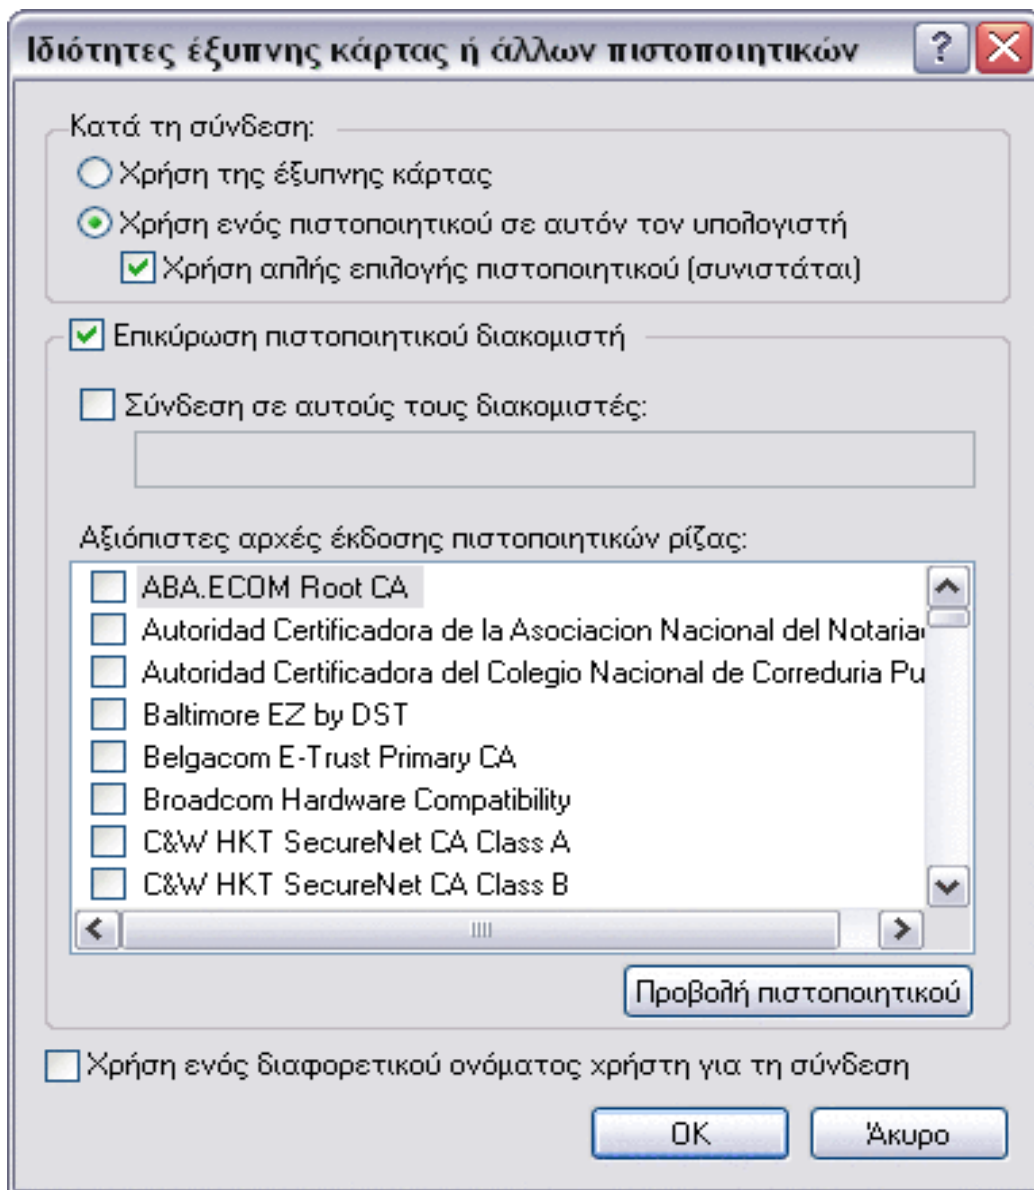 Ιδιότητες έξυπνης κάρτας ή άλλων πιστοποιητικών
Κατά τη σύνδεση:
Χρήση της έξυπνης κάρτας
Χρήση ενός πιστοποιητικού σε αυτόν τον υπολογιστή
Χρήση απλής επιλογής πιστοποιητικού (συνιστάται)
Επικύρωση πιστοποιητικού διακομιστή
Σύνδεση σε αυτούς τους διακομιστές:
Αξιόπιστες αρχές έκδοσης πιστοποιητικών ρίζας:
ABA.ECOM Root CA
Autoridad Certificadora de la Asociacion Nacional del Notaria
Autoridad Certificadora del Colegio Nacional de Correduria Pu
Baltimore EZ by DST
Belgacom E-Trust Primary CA
Broadcom Hardware Compatibility
C&W HKT SecureNet CA Class A
C&W HKT SecureNet CA Class B
Προβολή πιστοποιητικού
Χρήση ενός διαφορετικού ονόματος χρήστη για τη σύνδεση
OK
Άκυρο